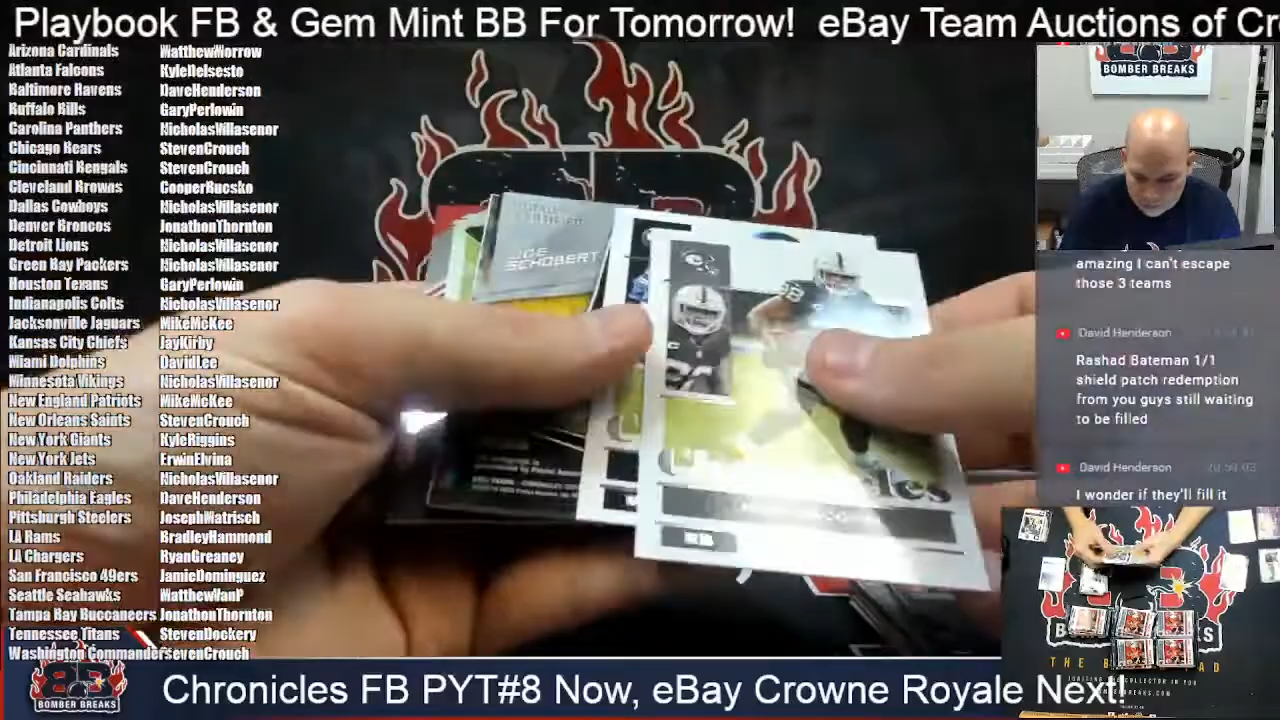 Playbook FB & Gem Mint BB For Tomorrow!  eBay Team Auctions of Cr
Arizona Cardinals WatthewWorrow
Atlanta Falcons KyleDelsesto
Baltimore Ravens DaveHenderson
Buffalo Bills GaryPerlowin
Carolina Panthers NicholasVillasenor
Chicago Bears StevenCrouch
Cincinnati Bengals StevenCrouch
Cleveland Browns CooperRucsko
Dallas Cowboys NicholasVillasenor
Denver Broncos JonathonThornton
Detroit Lions NicholasVillasenor
Green Bay Packers NicholasVillasenor
Houston Texans GaryPerlowin
Indianapolis Colts NicholasVillasenor
Jacksonville Jaguars MikeMcKee
Kansas City Chiefs JayKirby
Miami Dolphins DavidLee
Minnesota Vikings NicholasVillasenor
New England Patriots MikeMcKee
New Orleans Saints StevenCrouch
New York Giants KyleRiggins
New York Jets ErwinElvina
Oakland Raiders NicholasVillasenor
Philadelphia Eagles DaveHenderson
Pittsburgh Steelers JosephWatrisch
LA Rams BradleyHammond
LA Chargers RyanGreaney
San Francisco 49ers JamieDominguez
Seattle Seahawks MatthewVanP
Tampa Bay Buccaneers JonathonThornton
Tennessee Titans StevenDockery
Washington Commanders StevenCrouch
JOE
SCHOBERT
BOMBER BREAKS
amazing I can't escape
those 3 teams
David Henderson
Rashad Bateman 1/1
shield patch redemption
from you guys still waiting
to be filled
David Henderson
I wonder if they'll fill it
BOMBER BREAKS
Chronicles FB PYT#8 Now, eBay Crowne Royale Next!